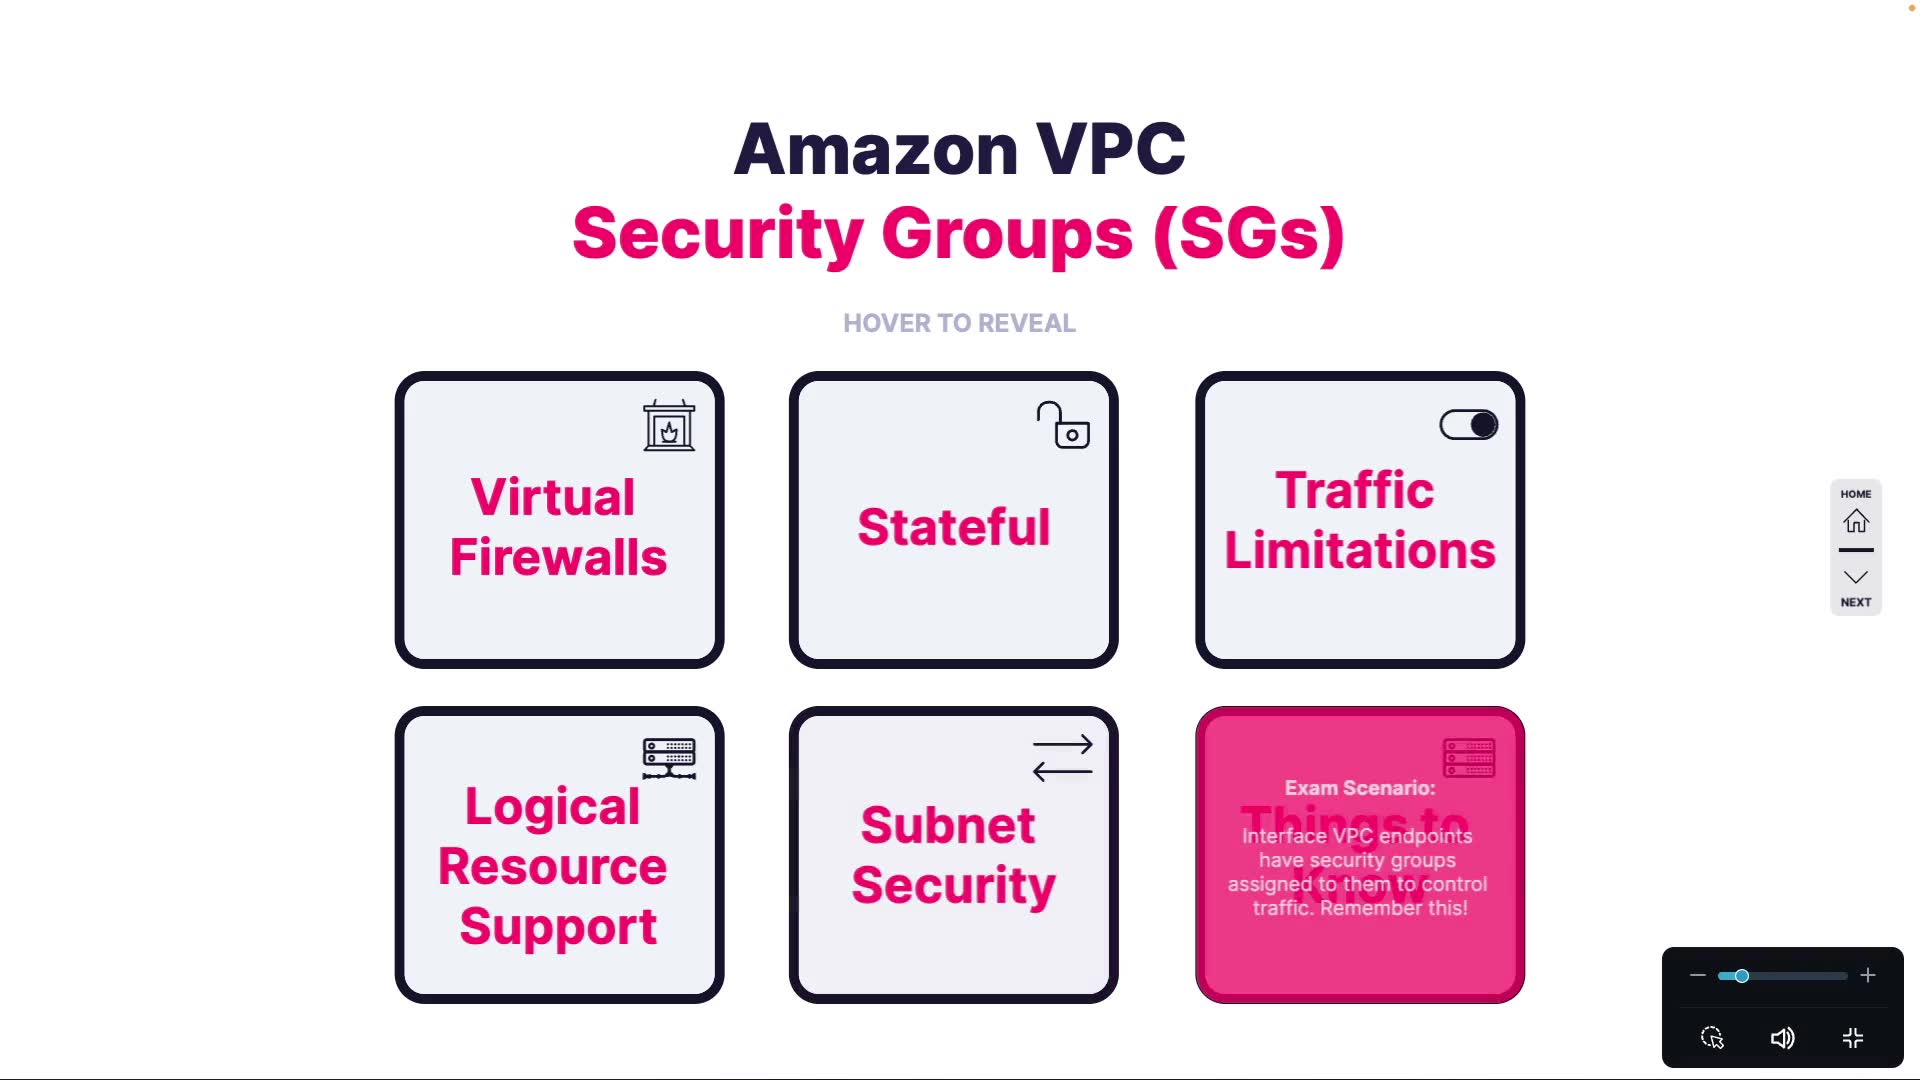 Amazon VPC
Security Groups (SGs)
HOVER TO REVEAL
Virtual
Firewalls
Stateful
Traffic
Limitations
Logical
Resource
Support
Subnet
Security
Things to
Know
Exam Scenario:
Interface VPC endpoints
have security groups
assigned to them to control
traffic. Remember this!
HOME
NEXT